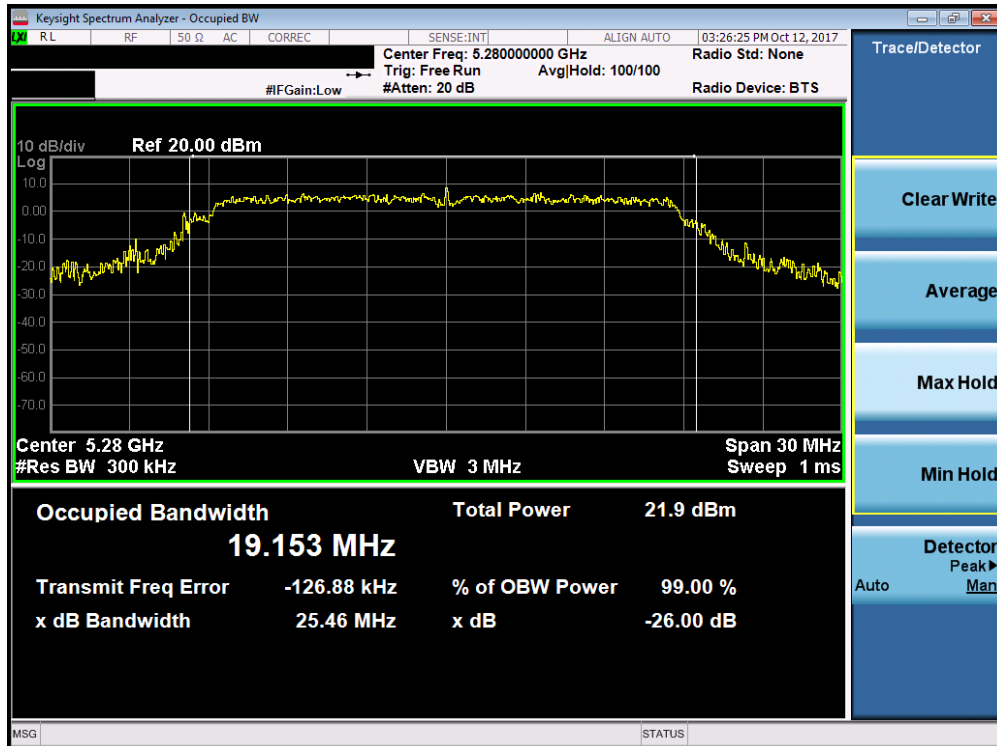 Keysight Spectrum Analyzer - Occupied BW
LXI RL RF 50 Ω AC CORREC SENSE:INT ALIGN AUTO 03:26:25 PM Oct 12, 2017
Center Freq: 5.280000000 GHz Radio Std: None
Trig: Free Run Avg|Hold: 100/100
#IFGain:Low #Atten: 20 dB Radio Device: BTS
Trace/Detector
10 dB/div Ref 20.00 dBm
Log
10.0
0.00
-10.0
-20.0
-30.0
-40.0
-50.0
-60.0
-70.0
Center 5.28 GHz Span 30 MHz
#Res BW 300 kHz VBW 3 MHz Sweep 1 ms
Occupied Bandwidth Total Power 21.9 dBm
19.153 MHz
Transmit Freq Error -126.88 kHz % of OBW Power 99.00 %
x dB Bandwidth 25.46 MHz x dB -26.00 dB
Clear Write
Average
Max Hold
Min Hold
Detector
Peak▶
Auto Man
MSG STATUS